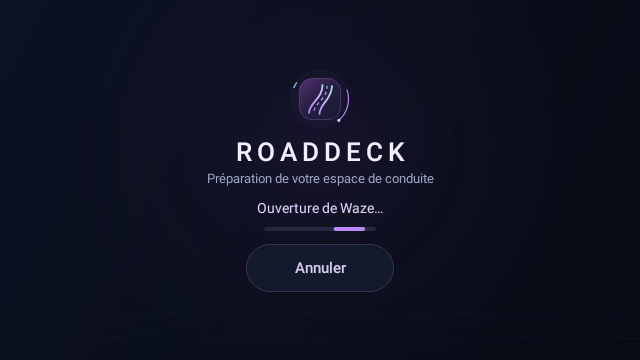 ROADDECK
Préparation de votre espace de conduite
Ouverture de Waze…
Annuler